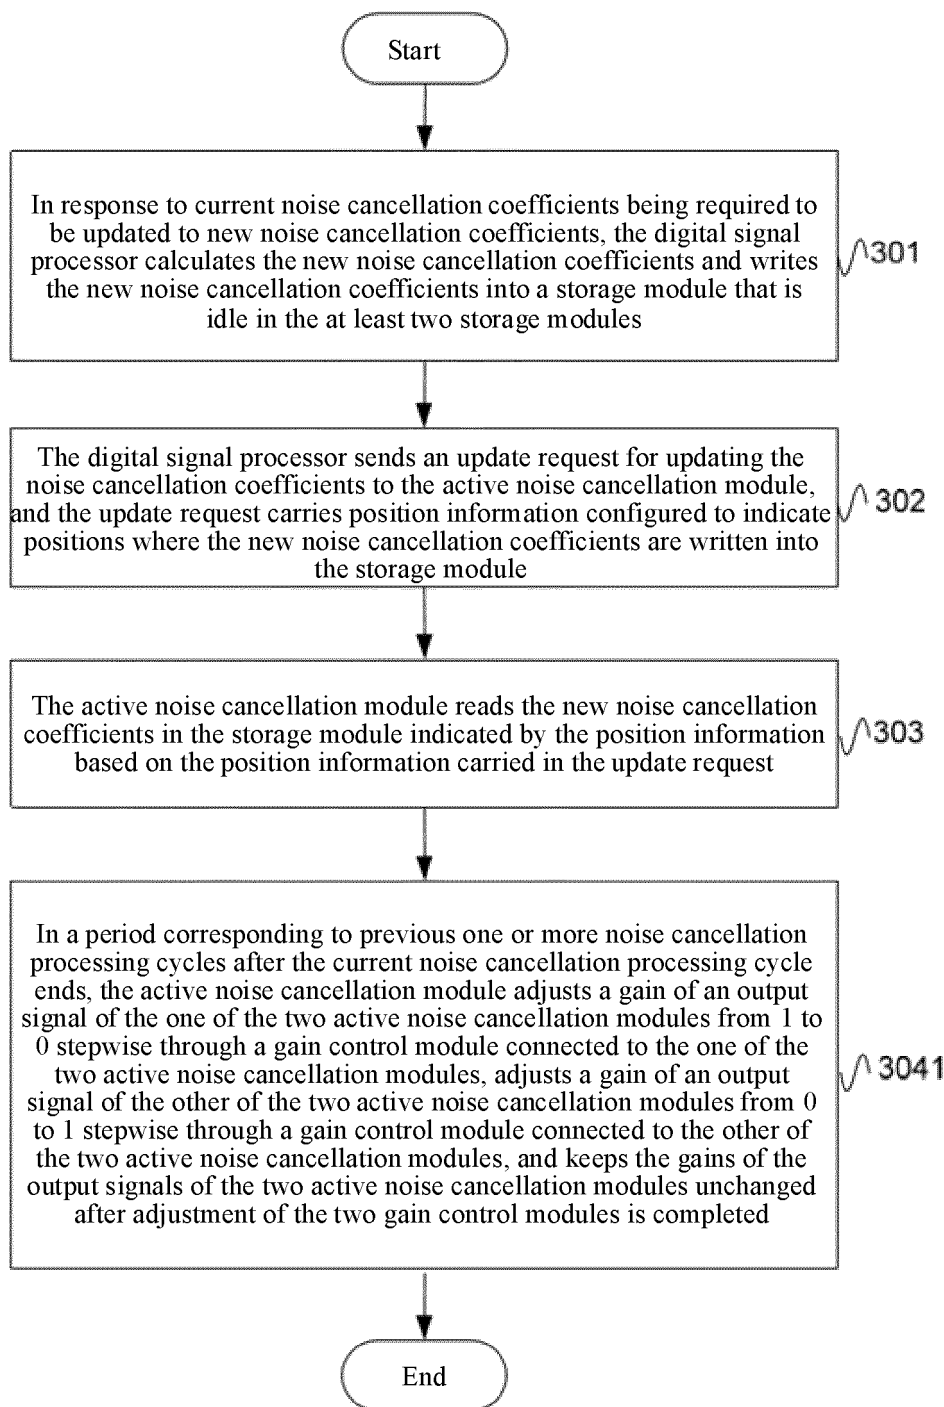 Start
In response to current noise cancellation coefficients being required to
be updated to new noise cancellation coefficients, the digital signal
processor calculates the new noise cancellation coefficients and writes
the new noise cancellation coefficients into a storage module that is
idle in the at least two storage modules
301
The digital signal processor sends an update request for updating the
noise cancellation coefficients to the active noise cancellation module,
and the update request carries position information configured to indicate
positions where the new noise cancellation coefficients are written into
the storage module
302
The active noise cancellation module reads the new noise cancellation
coefficients in the storage module indicated by the position information
based on the position information carried in the update request
303
In a period corresponding to previous one or more noise cancellation
processing cycles after the current noise cancellation processing cycle
ends, the active noise cancellation module adjusts a gain of an output
signal of the one of the two active noise cancellation modules from 1 to
0 stepwise through a gain control module connected to the one of the
two active noise cancellation modules, adjusts a gain of an output
signal of the other of the two active noise cancellation modules from 0
to 1 stepwise through a gain control module connected to the other of
the two active noise cancellation modules, and keeps the gains of the
output signals of the two active noise cancellation modules unchanged
after adjustment of the two gain control modules is completed
3041
End